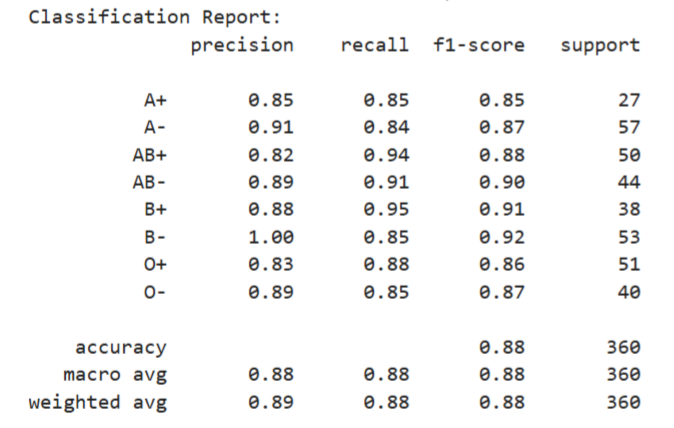 Classification Report:
precision recall f1-score support
A+ 0.85 0.85 0.85 27
A- 0.91 0.84 0.87 57
AB+ 0.82 0.94 0.88 50
AB- 0.89 0.91 0.90 44
B+ 0.88 0.95 0.91 38
B- 1.00 0.85 0.92 53
O+ 0.83 0.88 0.86 51
O- 0.89 0.85 0.87 40
accuracy 0.88 360
macro avg 0.88 0.88 0.88 360
weighted avg 0.89 0.88 0.88 360